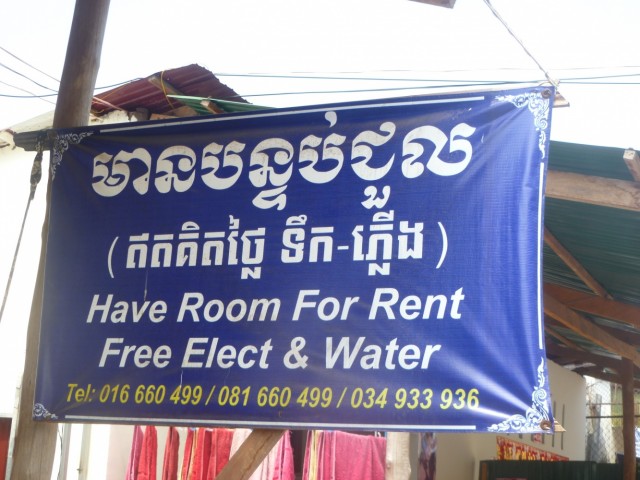 មានបន្ទប់ជួល
(ឥតគិតថ្លៃ ទឹក-ភ្លើង)
Have Room For Rent
Free Elect & Water
Tel: 016 660 499 / 081 660 499 / 034 933 936